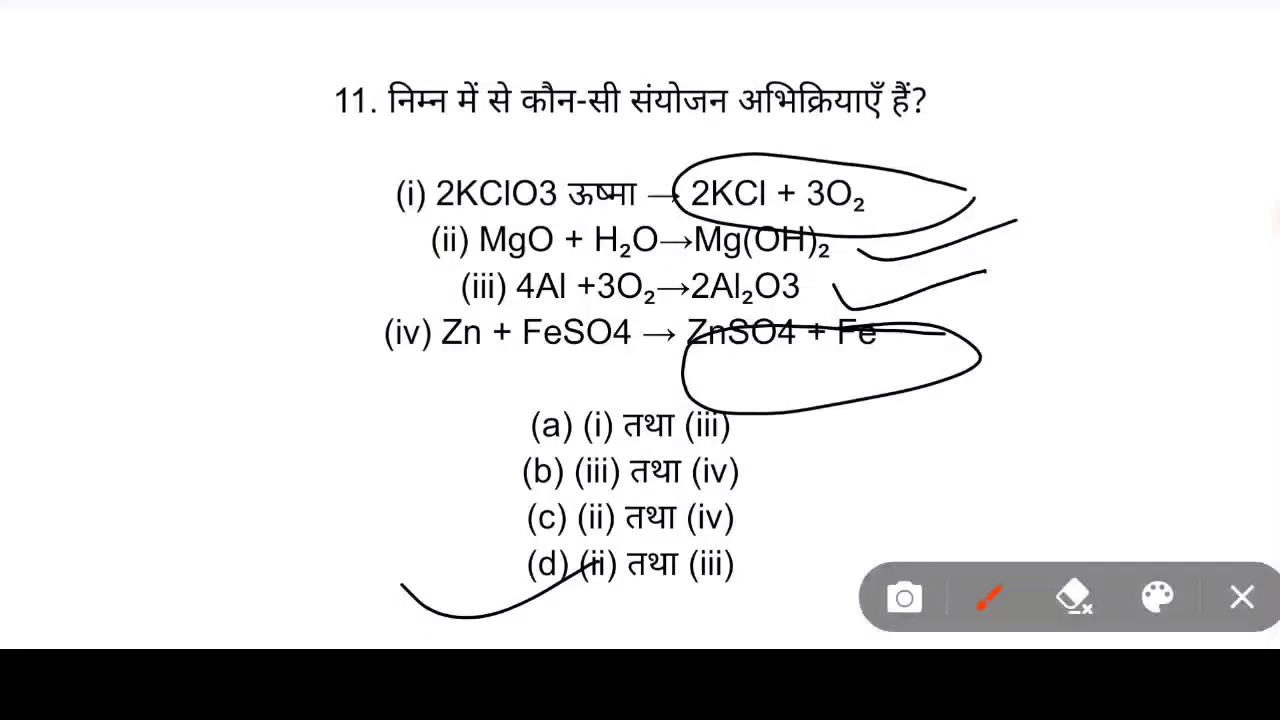 11. निम्न में से कौन-सी संयोजन अभिक्रियाएँ हैं?
(i) 2KClO3 ऊष्मा → 2KCl + 3O₂
(ii) MgO + H₂O→Mg(OH)₂
(iii) 4Al +3O₂→2Al₂O3
(iv) Zn + FeSO4 → ZnSO4 + Fe
(a) (i) तथा (iii)
(b) (iii) तथा (iv)
(c) (ii) तथा (iv)
(d) (ii) तथा (iii)